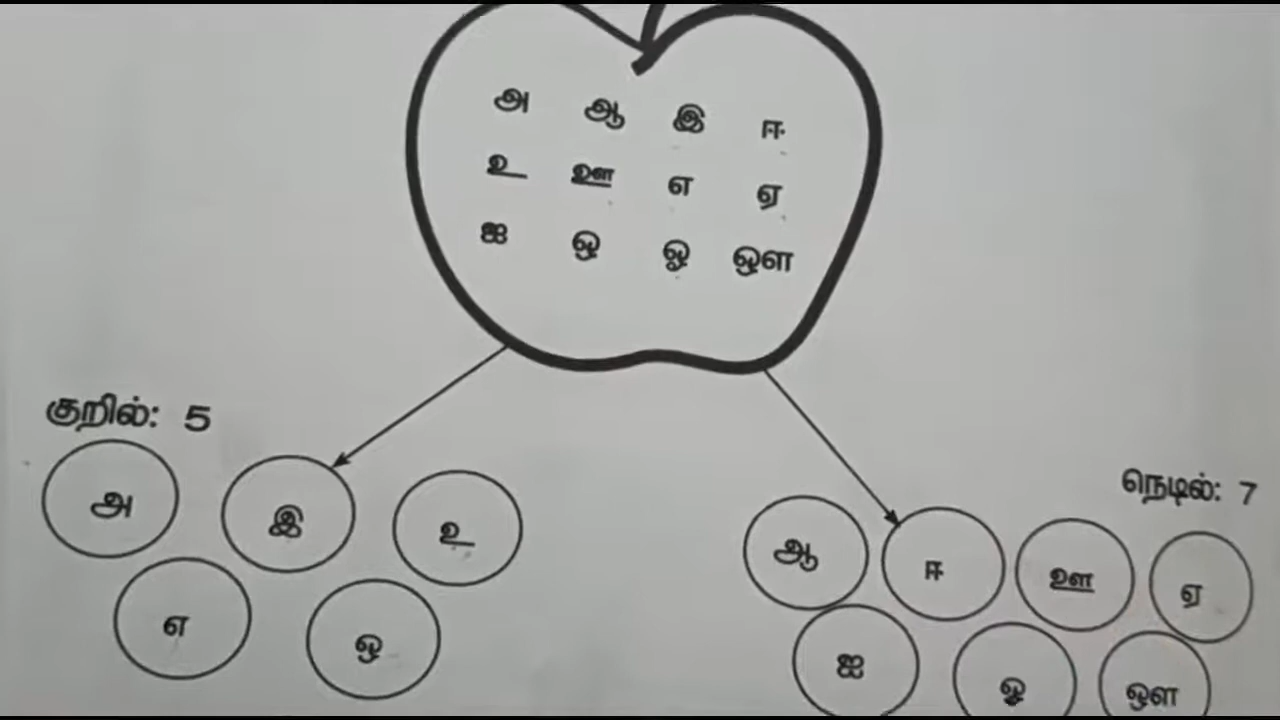 அ ஆ இ ஈ
உ ஊ எ ஏ
ஐ ஒ ஓ ஔ
குறில்: 5
அ இ உ
எ ஒ
நெடில்: 7
ஆ ஈ ஊ ஏ
ஐ ஓ ஔ